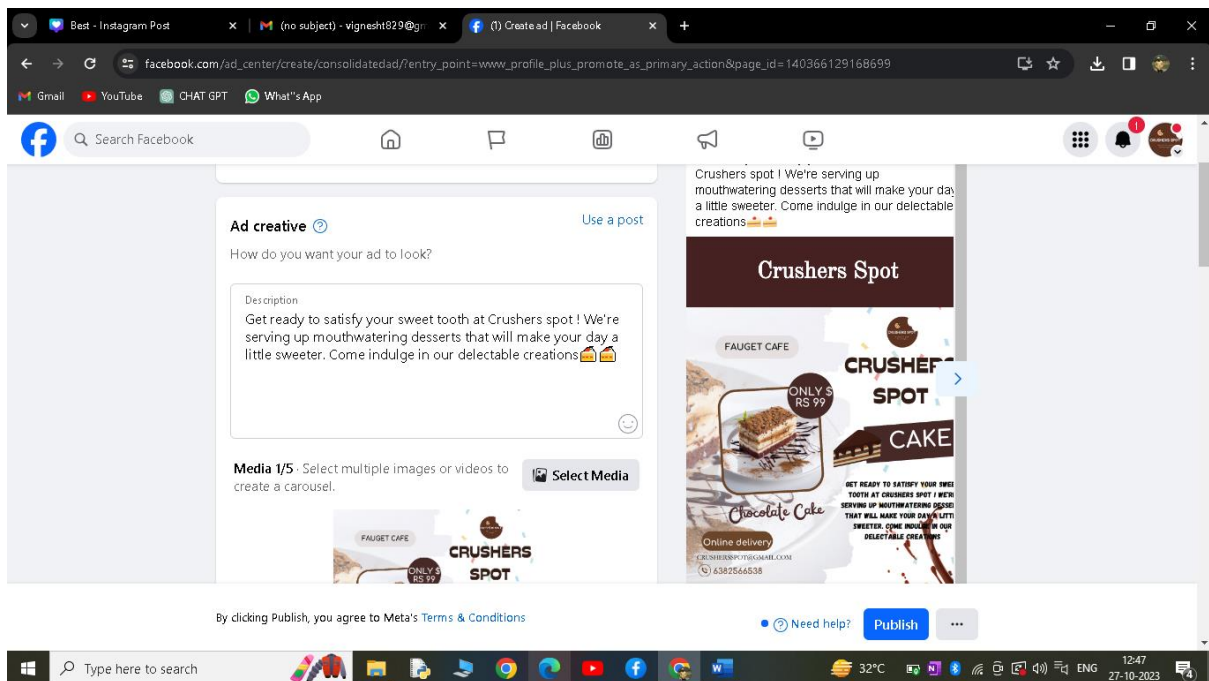 Best - Instagram Post
(no subject) - vignesht829@gm
(1) Create ad | Facebook
facebook.com/ad_center/create/consolidatedad/?entry_point=www_profile_plus_promote_as_primary_action&page_id=140366129168699
Gmail YouTube CHAT GPT What"s App
Search Facebook
1
Ad creative
Use a post
How do you want your ad to look?
Description
Get ready to satisfy your sweet tooth at Crushers spot ! We're
serving up mouthwatering desserts that will make your day a
little sweeter. Come indulge in our delectable creations
Media 1/5 · Select multiple images or videos to
create a carousel.
Select Media
FAUGET CAFE
CRUSHERS
SPOT
ONLY $
RS 99
Crushers spot ! We're serving up
mouthwatering desserts that will make your day
a little sweeter. Come indulge in our delectable
creations
Crushers Spot
FAUGET CAFE
CRUSHERS
SPOT
ONLY $
RS 99
CAKE
GET READY TO SATISFY YOUR SWEE
TOOTH AT CRUSHERS SPOT ! WE'RE
SERVING UP MOUTHWATERING DESSE
THAT WILL MAKE YOUR DAY A LITT
SWEETER. COME INDULGE IN OUR
DELECTABLE CREATIONS
Chocolate Cake
Online delivery
CRUSHERSSPOT@GMAIL.COM
6382566538
By clicking Publish, you agree to Meta's Terms & Conditions
Need help?
Publish
Type here to search
32°C
ENG
12:47
27-10-2023
4